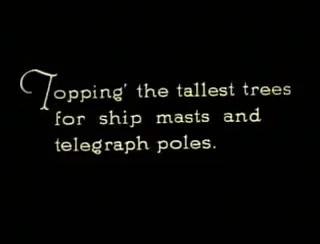 Topping' the tallest trees
for ship masts and
telegraph poles.